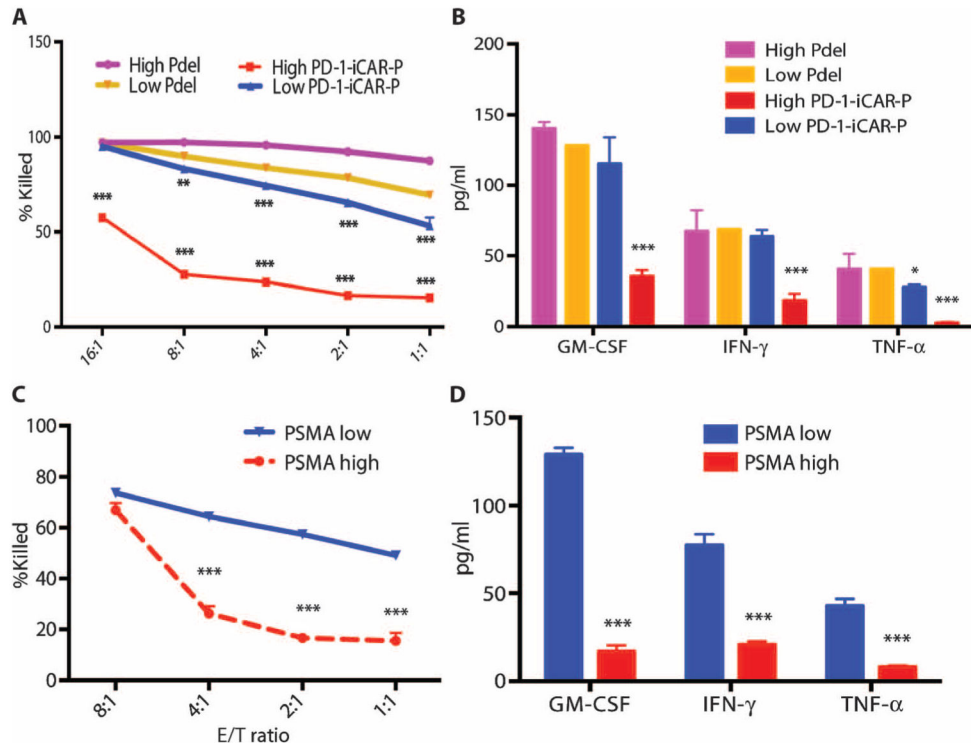 A
150
100
50
0
% Killed
High Pdel
Low Pdel
High PD-1-iCAR-P
Low PD-1-iCAR-P
***
**
***
***
***
***
***
***
***
***
16:1
8:1
4:1
2:1
1:1
B
200
150
100
50
0
pg/ml
High Pdel
Low Pdel
High PD-1-iCAR-P
Low PD-1-iCAR-P
***
***
*
***
GM-CSF
IFN-γ
TNF-α
C
100
80
60
40
20
0
%Killed
PSMA low
PSMA high
***
***
***
8:1
4:1
2:1
1:1
E/T ratio
D
150
100
50
0
pg/ml
PSMA low
PSMA high
***
***
***
GM-CSF
IFN-γ
TNF-α